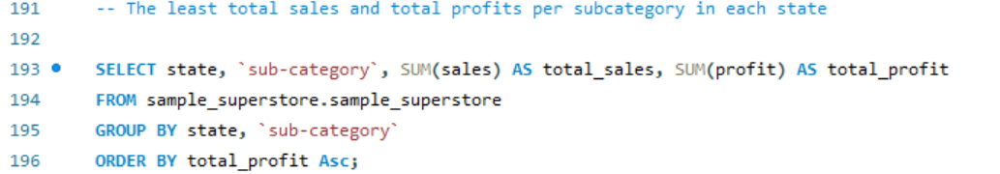 191 -- The least total sales and total profits per subcategory in each state
192
193 SELECT state, `sub-category`, SUM(sales) AS total_sales, SUM(profit) AS total_profit
194 FROM sample_superstore.sample_superstore
195 GROUP BY state, `sub-category`
196 ORDER BY total_profit Asc;